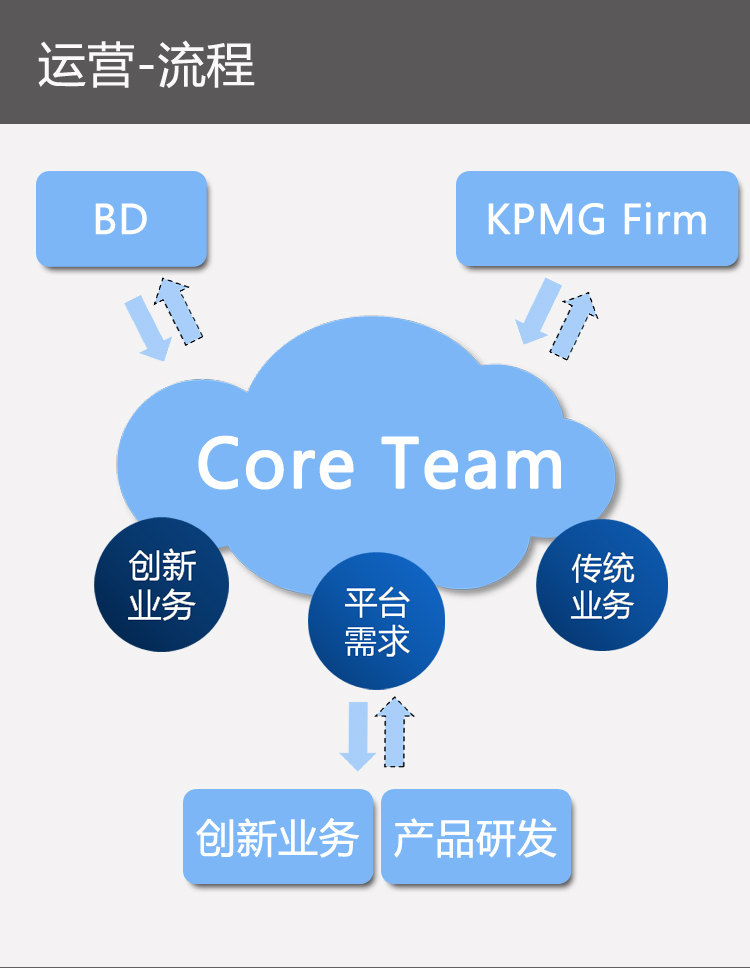 运营-流程
BD
KPMG Firm
Core Team
创新
业务
平台
需求
传统
业务
创新业务
产品研发